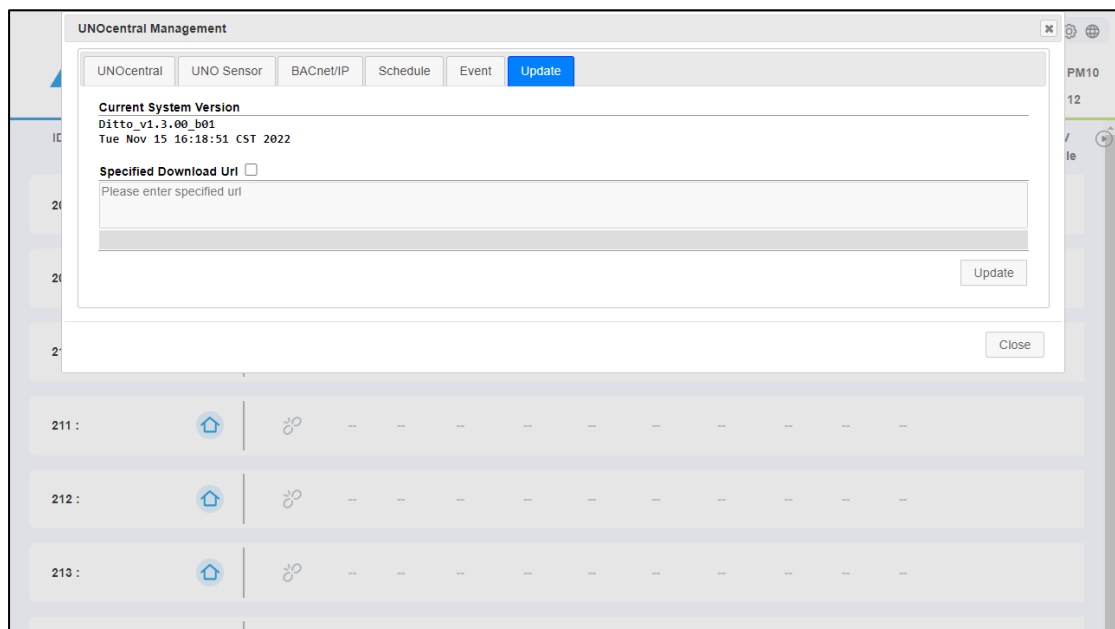 UNOcentral Management
UNOcentral UNO Sensor BACnet/IP Schedule Event Update
PM10
Current System Version
12
Ditto_v1.3.00_b01
Tue Nov 15 16:18:51 CST 2022
Specified Download Url
Please enter specified url
Update
Close
211 : -- -- -- -- -- -- -- -- -- --
212 : -- -- -- -- -- -- -- -- -- --
213 : -- -- -- -- -- -- -- -- -- --